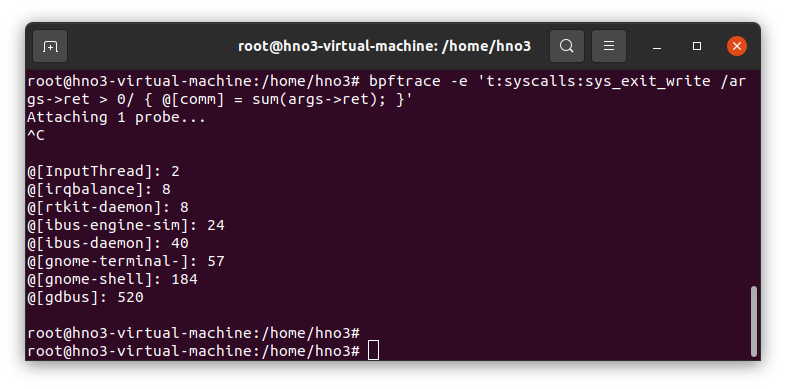 root@hno3-virtual-machine: /home/hno3
root@hno3-virtual-machine:/home/hno3# bpftrace -e 't:syscalls:sys_exit_write /ar
gs->ret > 0/ { @[comm] = sum(args->ret); }'
Attaching 1 probe...
^C
@[InputThread]: 2
@[irqbalance]: 8
@[rtkit-daemon]: 8
@[ibus-engine-sim]: 24
@[ibus-daemon]: 40
@[gnome-terminal-]: 57
@[gnome-shell]: 184
@[gdbus]: 520
root@hno3-virtual-machine:/home/hno3#
root@hno3-virtual-machine:/home/hno3#